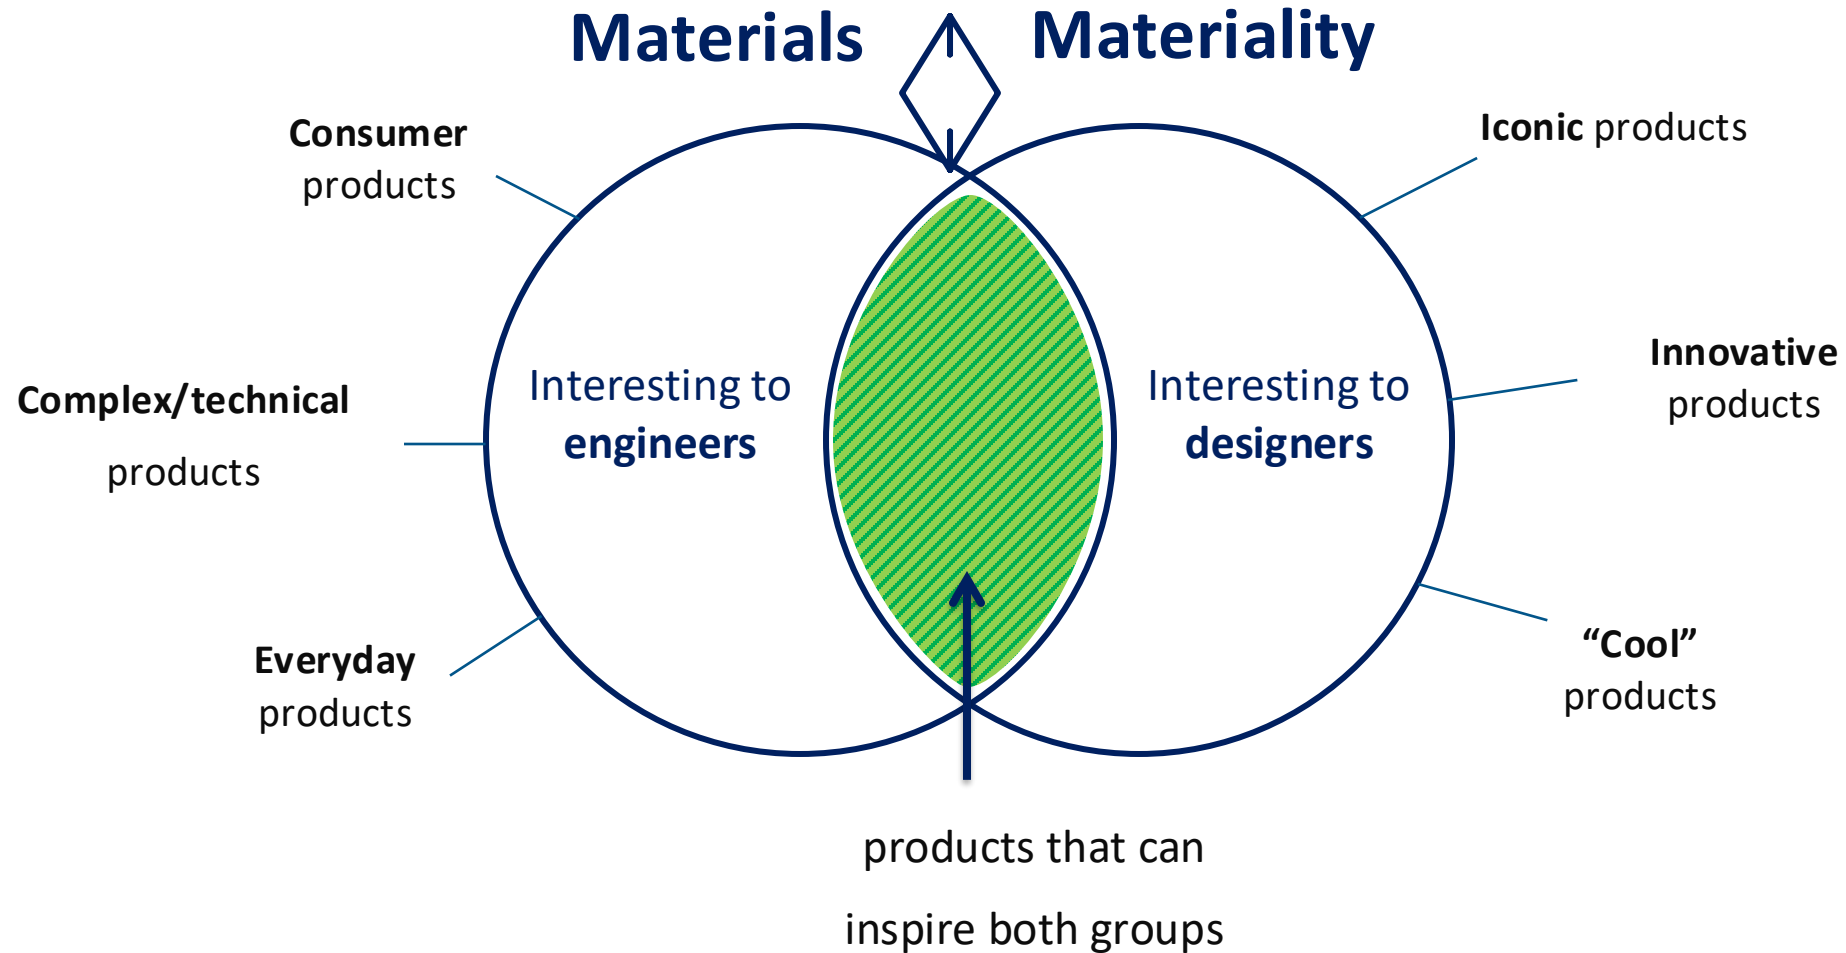 Materials
Materiality
Consumer
products
Complex/technical
products
Everyday
products
Interesting to
engineers
Interesting to
designers
Iconic products
Innovative
products
“Cool”
products
products that can
inspire both groups